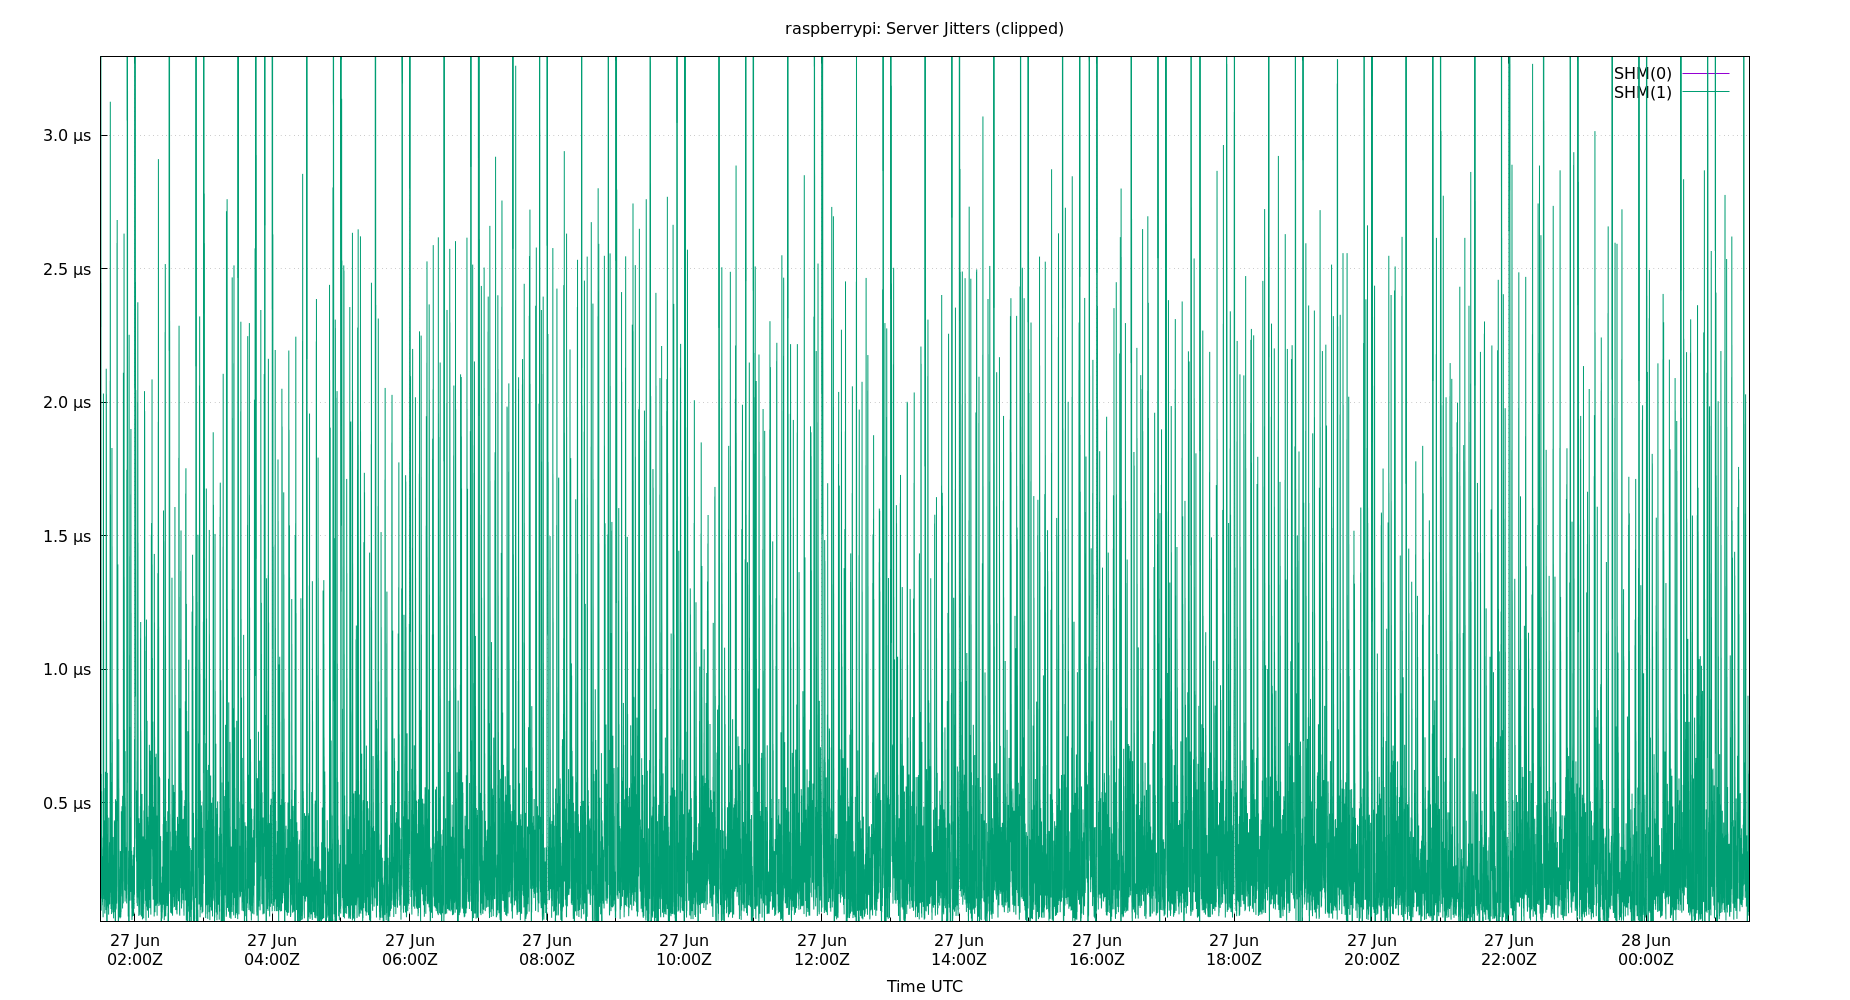 raspberrypi: Server Jitters (clipped)
SHM(0)
SHM(1)
3.0 µs
2.5 µs
2.0 µs
1.5 µs
1.0 µs
0.5 µs
27 Jun 27 Jun 27 Jun 27 Jun 27 Jun 27 Jun 27 Jun 27 Jun 27 Jun 27 Jun 27 Jun 28 Jun
02:00Z 04:00Z 06:00Z 08:00Z 10:00Z 12:00Z 14:00Z 16:00Z 18:00Z 20:00Z 22:00Z 00:00Z
Time UTC